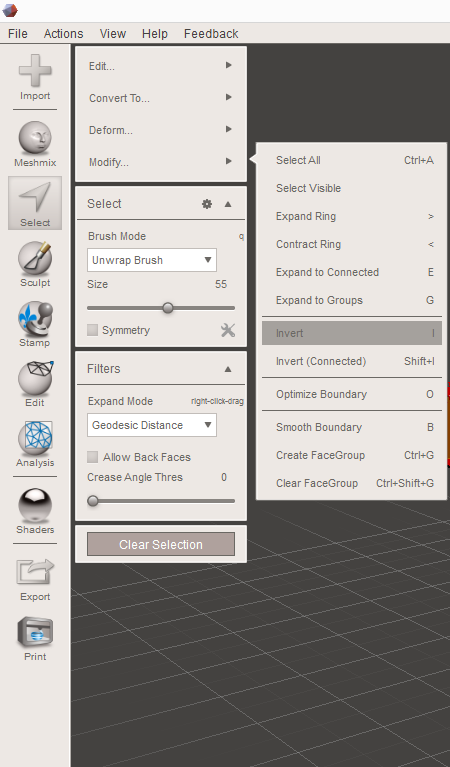 File Actions View Help Feedback
Import
Meshmix
Select
Sculpt
Stamp
Edit
Analysis
Shaders
Export
Print
Edit...
Convert To...
Deform...
Modify...
Select
Brush Mode q
Unwrap Brush
Size 55
Symmetry
Filters
Expand Mode right-click-drag
Geodesic Distance
Allow Back Faces
Crease Angle Thres 0
Clear Selection
Select All Ctrl+A
Select Visible
Expand Ring >
Contract Ring <
Expand to Connected E
Expand to Groups G
Invert I
Invert (Connected) Shift+I
Optimize Boundary O
Smooth Boundary B
Create FaceGroup Ctrl+G
Clear FaceGroup Ctrl+Shift+G